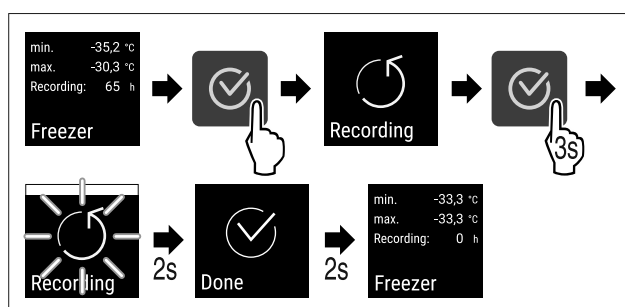 min. -35,2 °C
max. -30,3 °C
Recording: 65 h
Freezer
Recording
3s
Recording
2s
Done
2s
min. -33,3 °C
max. -33,3 °C
Recording: 0 h
Freezer